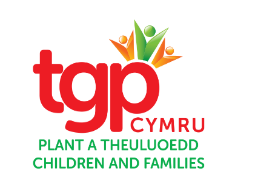 tgp
CYMRU
PLANT A THEULUOEDD
CHILDREN AND FAMILIES